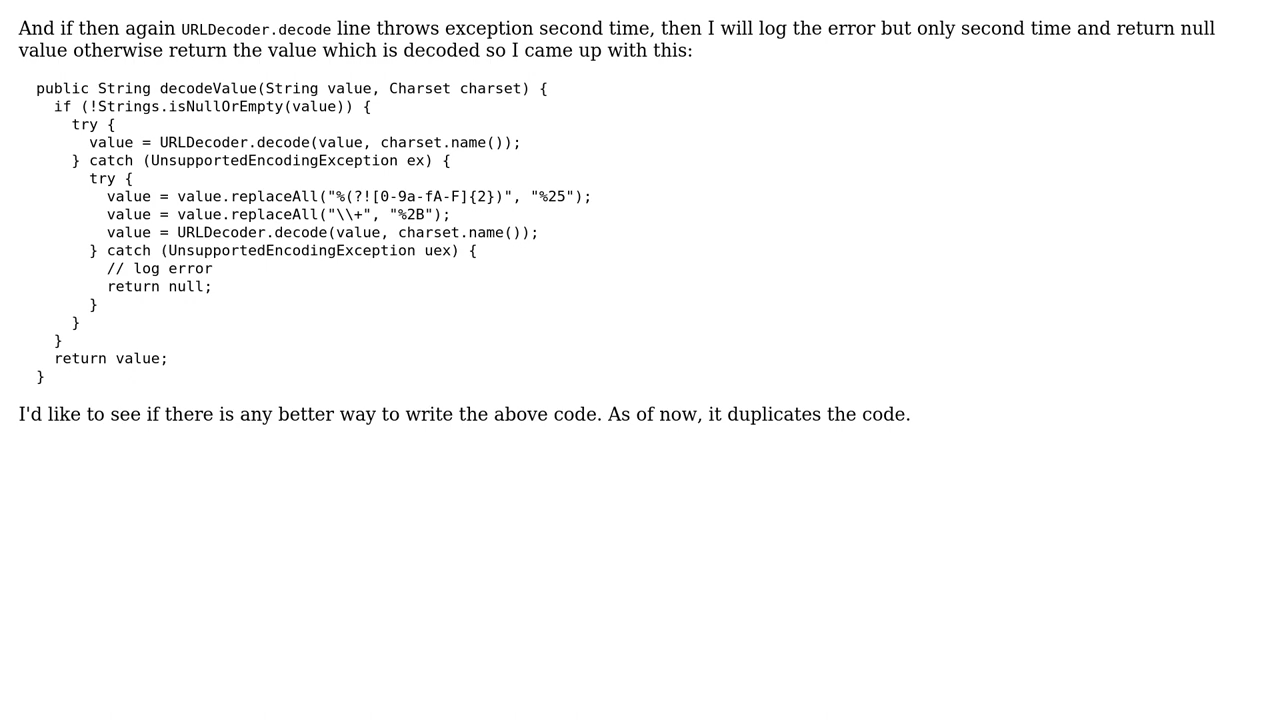 And if then again URLDecoder.decode line throws exception second time, then I will log the error but only second time and return null
value otherwise return the value which is decoded so I came up with this:
public String decodeValue(String value, Charset charset) {
  if (!Strings.isNullOrEmpty(value)) {
    try {
      value = URLDecoder.decode(value, charset.name());
    } catch (UnsupportedEncodingException ex) {
      try {
        value = value.replaceAll("%(?![0-9a-fA-F]{2})", "%25");
        value = value.replaceAll("\\+", "%2B");
        value = URLDecoder.decode(value, charset.name());
      } catch (UnsupportedEncodingException uex) {
        // log error
        return null;
      }
    }
  }
  return value;
}
I'd like to see if there is any better way to write the above code. As of now, it duplicates the code.